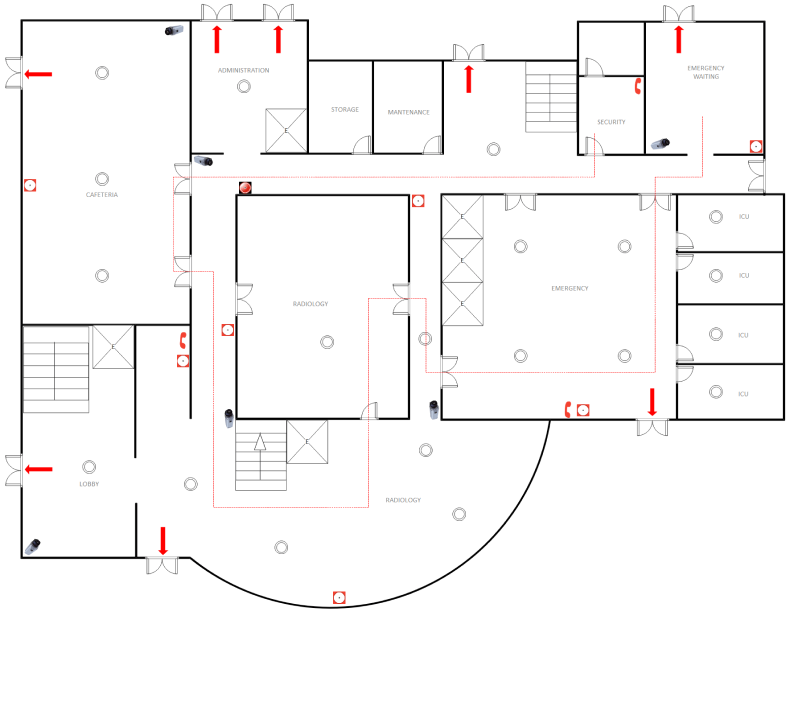 ADMINISTRATION
EMERGENCY
WAITING
STORAGE
MANTENANCE
SECURITY
E
CAFETERIA
E
ICU
E
ICU
EMERGENCY
RADIOLOGY
E
ICU
E
ICU
E
LOBBY
RADIOLOGY